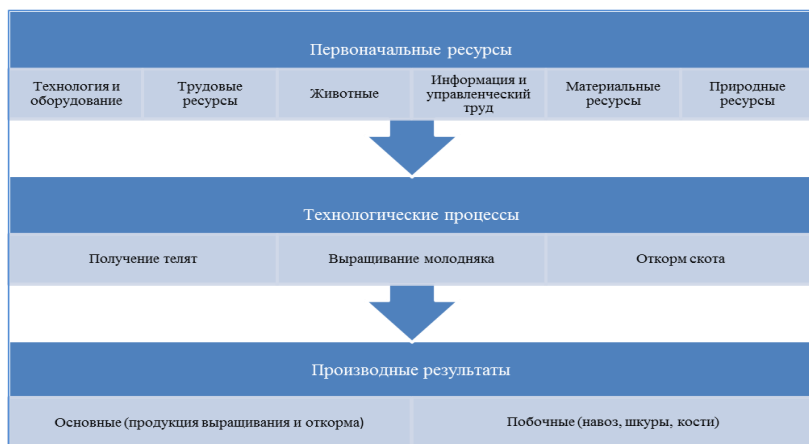 Первоначальные ресурсы
Технология и
оборудование
Трудовые
ресурсы
Животные
Информация и
управленческий
труд
Материальные
ресурсы
Природные
ресурсы
Технологические процессы
Получение телят
Выращивание молодняка
Откорм скота
Производные результаты
Основные (продукция выращивания и откорма)
Побочные (навоз, шкуры, кости)